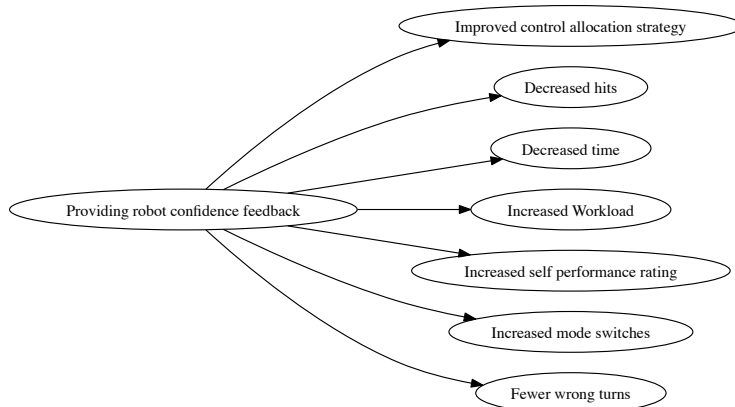 Improved control allocation strategy
Decreased hits
Decreased time
Providing robot confidence feedback
Increased Workload
Increased self performance rating
Increased mode switches
Fewer wrong turns